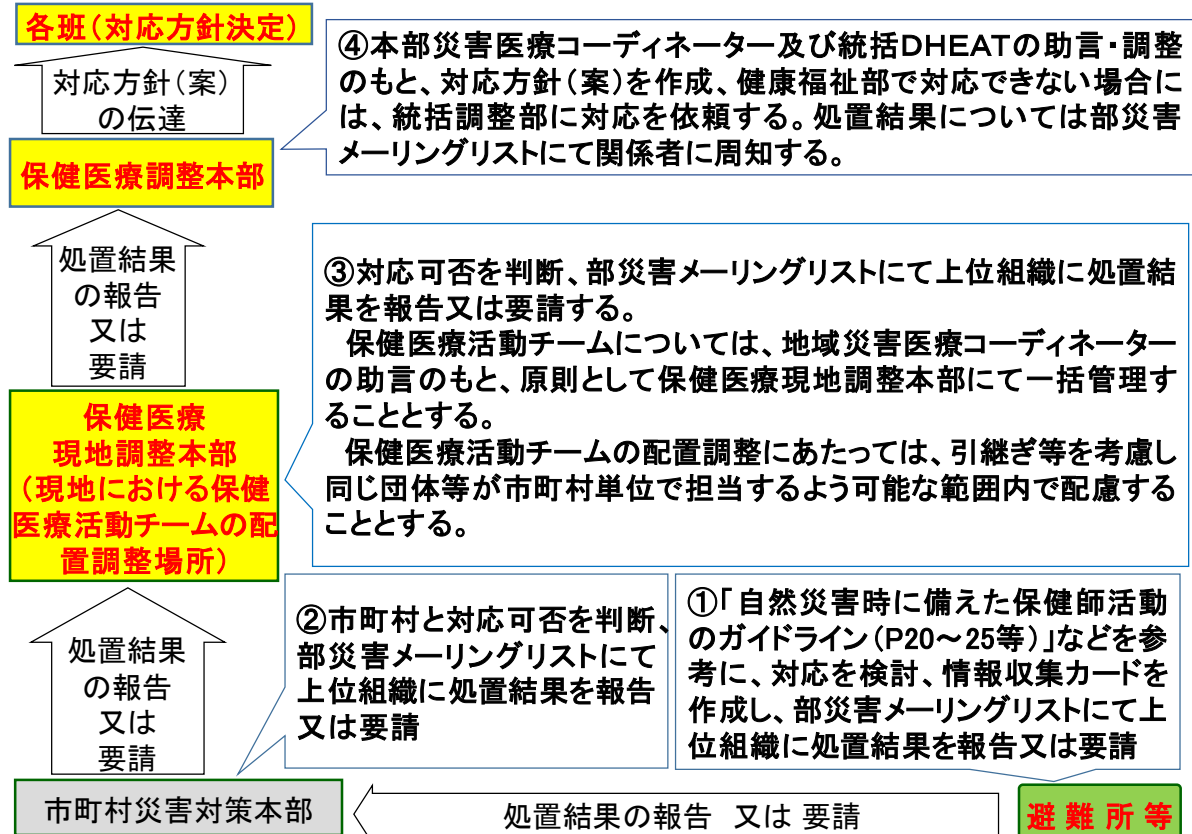 各班（対応方針決定）
対応方針（案）
の伝達
保健医療調整本部
④本部災害医療コーディネーター及び統括DHEATの助言・調整
のもと、対応方針（案）を作成、健康福祉部で対応できない場合に
は、統括調整部に対応を依頼する。処置結果については部災害
メーリングリストにて関係者に周知する。
処置結果
の報告
又は
要請
保健医療
現地調整本部
（現地における保健
医療活動チームの配
置調整場所）
③対応可否を判断、部災害メーリングリストにて上位組織に処置結
果を報告又は要請する。
　保健医療活動チームについては、地域災害医療コーディネーター
の助言のもと、原則として保健医療現地調整本部にて一括管理す
ることとする。
　保健医療活動チームの配置調整にあたっては、引継ぎ等を考慮し
同じ団体等が市町村単位で担当するよう可能な範囲内で配慮する
こととする。
処置結果
の報告
又は
要請
②市町村と対応可否を判断、
部災害メーリングリストにて
上位組織に処置結果を報告
又は要請
①「自然災害時に備えた保健師活動
のガイドライン（P20～25等）」などを参
考に、対応を検討、情報収集カードを
作成し、部災害メーリングリストにて上
位組織に処置結果を報告又は要請
市町村災害対策本部
処置結果の報告 又は 要請
避難所等